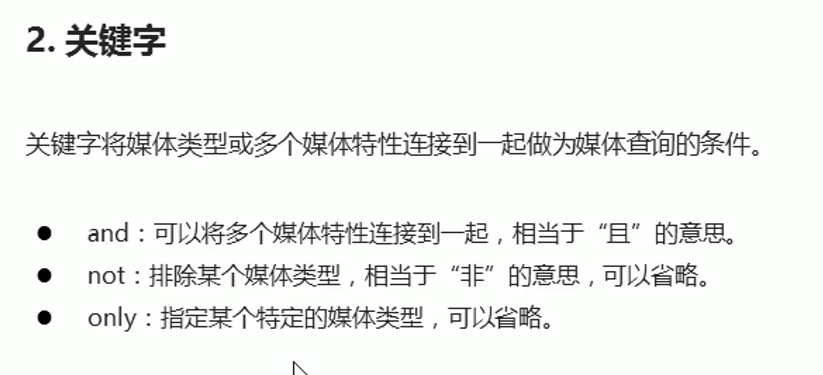 2. 关键字
关键字将媒体类型或多个媒体特性连接到一起做为媒体查询的条件。
● and：可以将多个媒体特性连接到一起，相当于“且”的意思。
● not：排除某个媒体类型，相当于“非”的意思，可以省略。
● only：指定某个特定的媒体类型，可以省略。